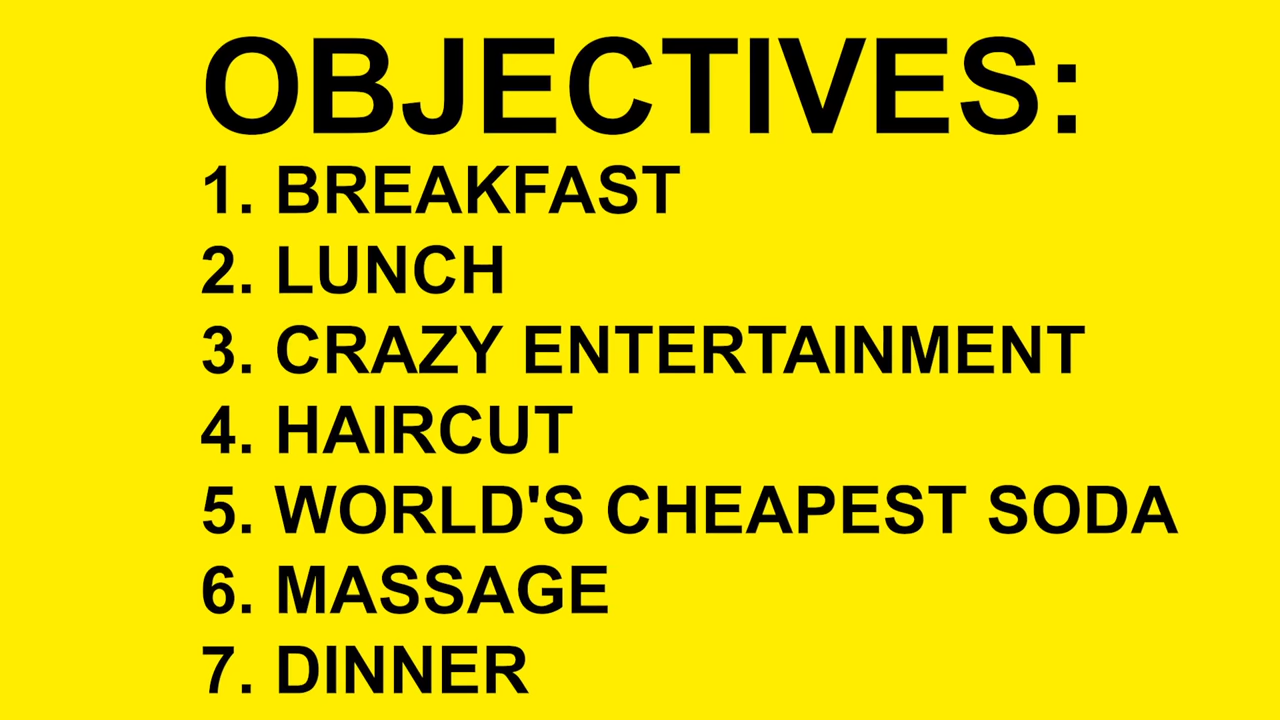 OBJECTIVES:
1. BREAKFAST
2. LUNCH
3. CRAZY ENTERTAINMENT
4. HAIRCUT
5. WORLD'S CHEAPEST SODA
6. MASSAGE
7. DINNER